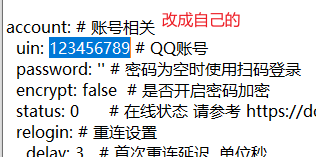 account: # 账号相关 改成自己的
uin: 123456789 # QQ账号
password: '' # 密码为空时使用扫码登录
encrypt: false # 是否开启密码加密
status: 0 # 在线状态 请参考 https://do
relogin: # 重连设置
delay: 3 # 首次重连延迟, 单位秒